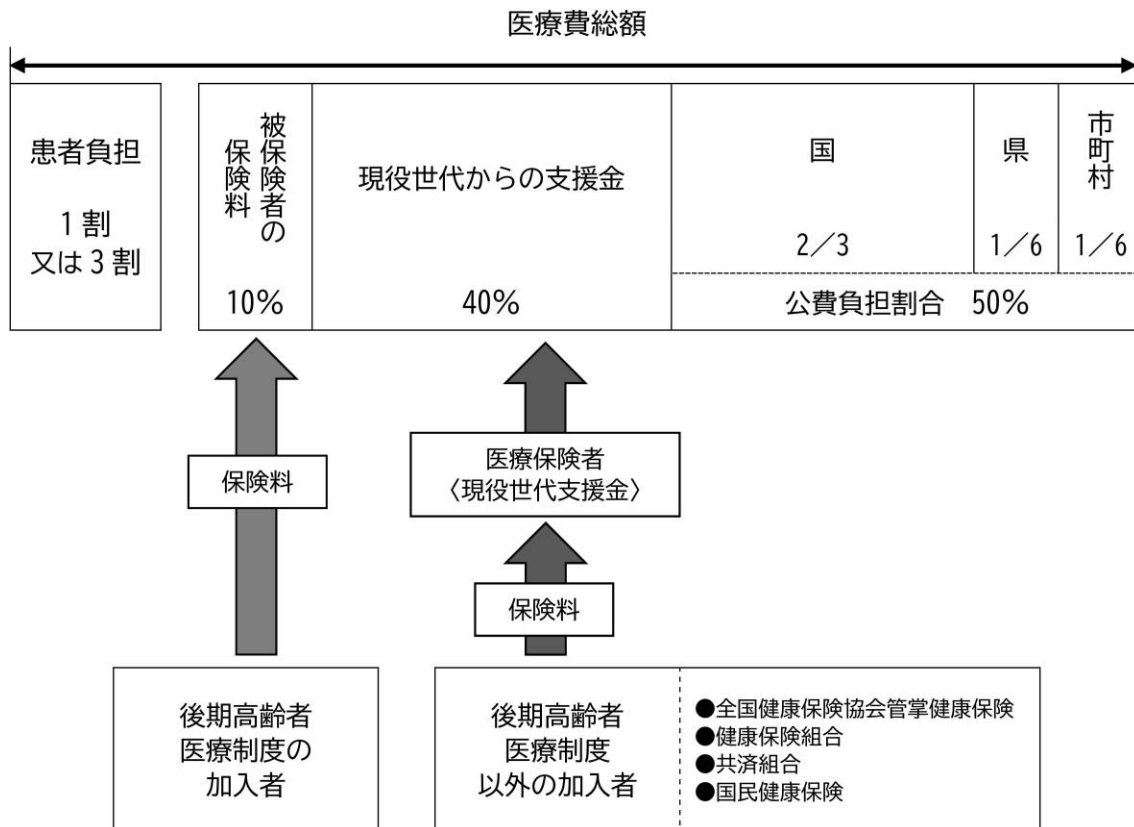 医療費総額
患者負担
1割
又は3割
被保険者の
保険料
10%
現役世代からの支援金
40%
国
2／3
県
1／6
市町村
1／6
公費負担割合　50%
保険料
医療保険者
〈現役世代支援金〉
保険料
後期高齢者
医療制度の
加入者
後期高齢者
医療制度
以外の加入者
●全国健康保険協会管掌健康保険
●健康保険組合
●共済組合
●国民健康保険